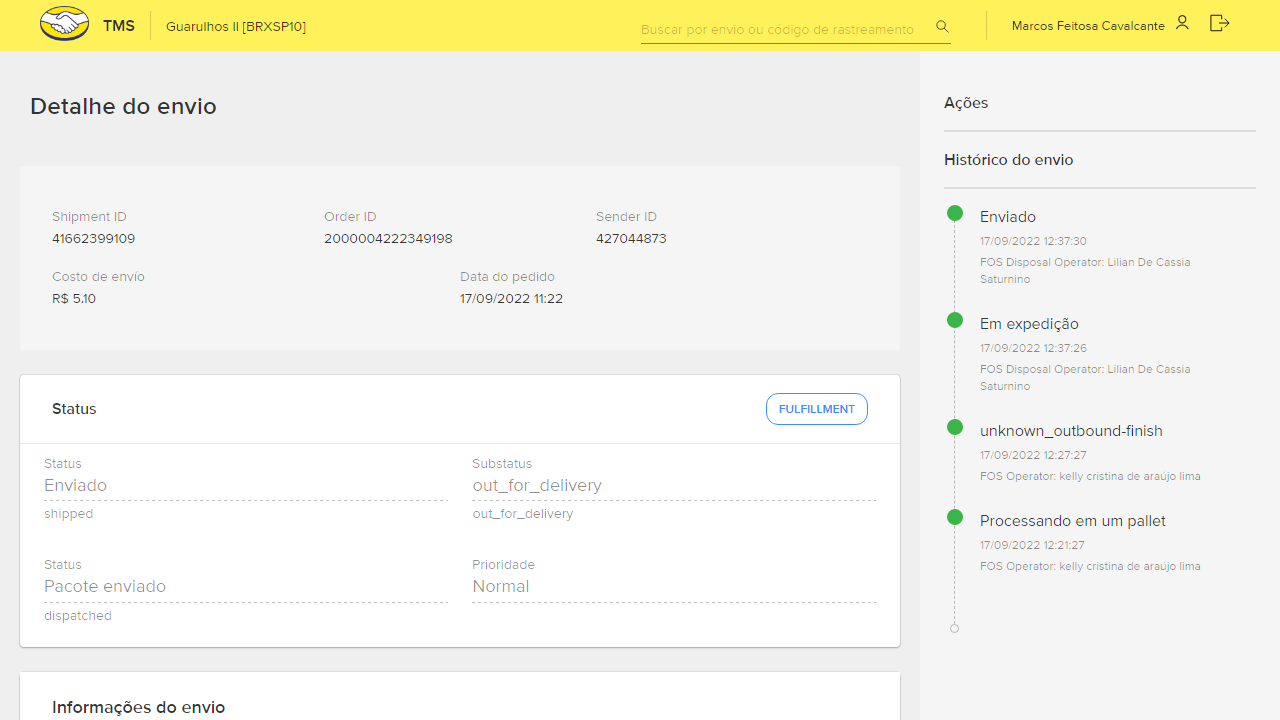 TMS
Guarulhos II [BRXSP10]
Buscar por envio ou código de rastreamento
Marcos Feitosa Cavalcante
Detalhe do envio
Shipment ID
41662399109
Order ID
2000004222349198
Sender ID
427044873
Costo de envío
R$ 5.10
Data do pedido
17/09/2022 11:22
Status
FULFILLMENT
Status
Enviado
shipped
Substatus
out_for_delivery
out_for_delivery
Status
Pacote enviado
dispatched
Prioridade
Normal
Informações do envio
Ações
Histórico do envio
Enviado
17/09/2022 12:37:30
FOS Disposal Operator: Lilian De Cassia
Saturnino
Em expedição
17/09/2022 12:37:26
FOS Disposal Operator: Lilian De Cassia
Saturnino
unknown_outbound-finish
17/09/2022 12:27:27
FOS Operator: kelly cristina de araújo lima
Processando em um pallet
17/09/2022 12:21:27
FOS Operator: kelly cristina de araújo lima